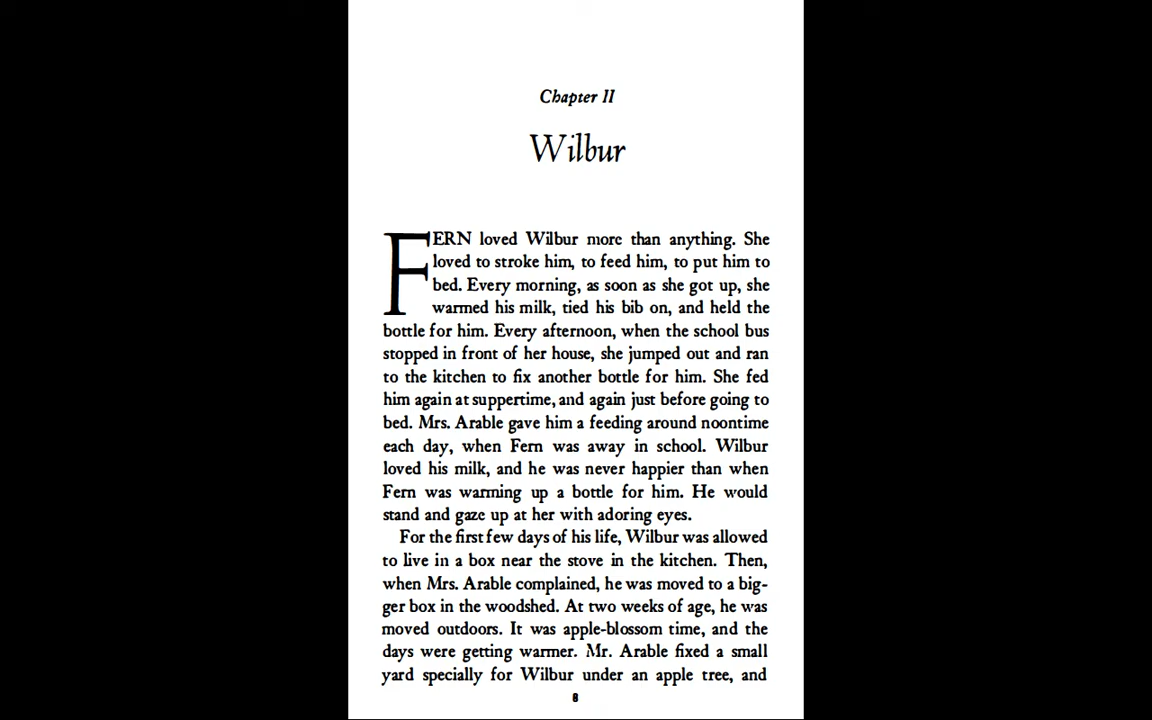 Chapter II
Wilbur
FERN loved Wilbur more than anything. She
loved to stroke him, to feed him, to put him to
bed. Every morning, as soon as she got up, she
warmed his milk, tied his bib on, and held the
bottle for him. Every afternoon, when the school bus
stopped in front of her house, she jumped out and ran
to the kitchen to fix another bottle for him. She fed
him again at suppertime, and again just before going to
bed. Mrs. Arable gave him a feeding around noontime
each day, when Fern was away in school. Wilbur
loved his milk, and he was never happier than when
Fern was warming up a bottle for him. He would
stand and gaze up at her with adoring eyes.
For the first few days of his life, Wilbur was allowed
to live in a box near the stove in the kitchen. Then,
when Mrs. Arable complained, he was moved to a big-
ger box in the woodshed. At two weeks of age, he was
moved outdoors. It was apple-blossom time, and the
days were getting warmer. Mr. Arable fixed a small
yard specially for Wilbur under an apple tree, and
8